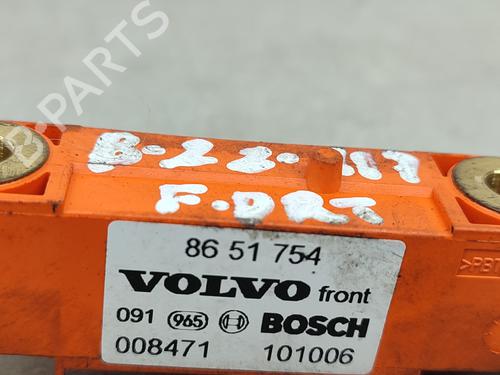 B-PARTS
F.DRT
86 51 754
VOLVO front
091 965 BOSCH
008471 101006
>PBT